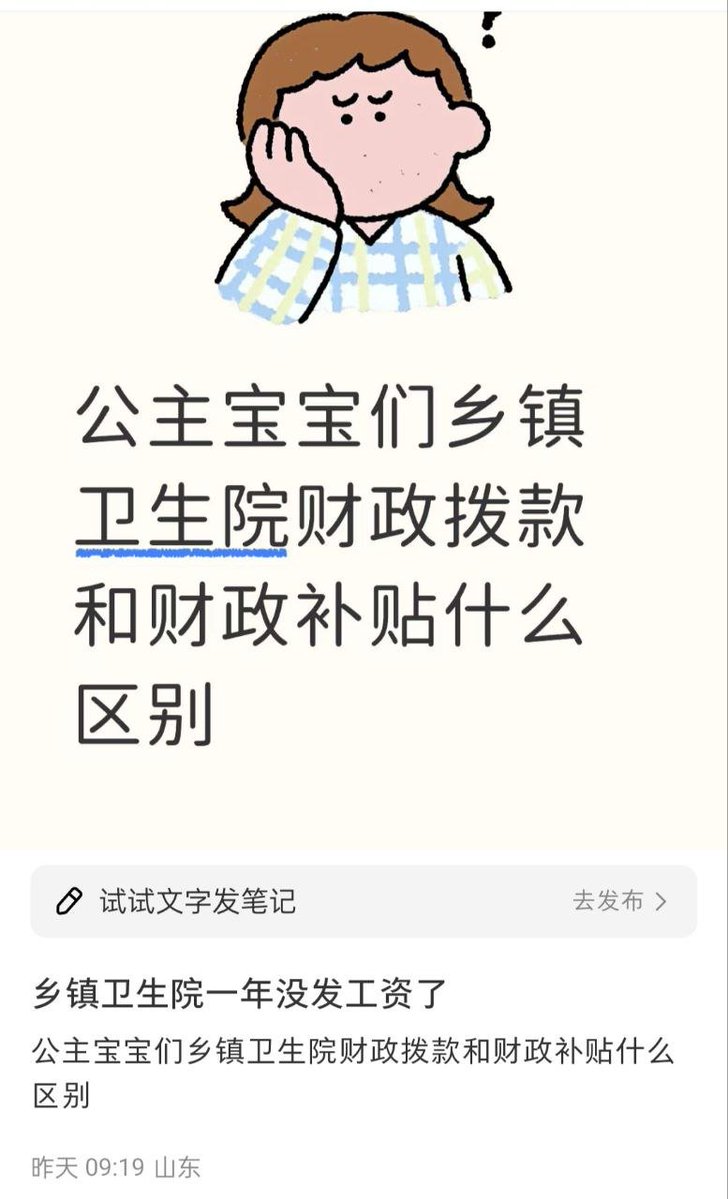 ?
公主宝宝们乡镇
卫生院财政拨款
和财政补贴什么
区别
试试文字发笔记
去发布
乡镇卫生院一年没发工资了
公主宝宝们乡镇卫生院财政拨款和财政补贴什么
区别
昨天 09:19 山东